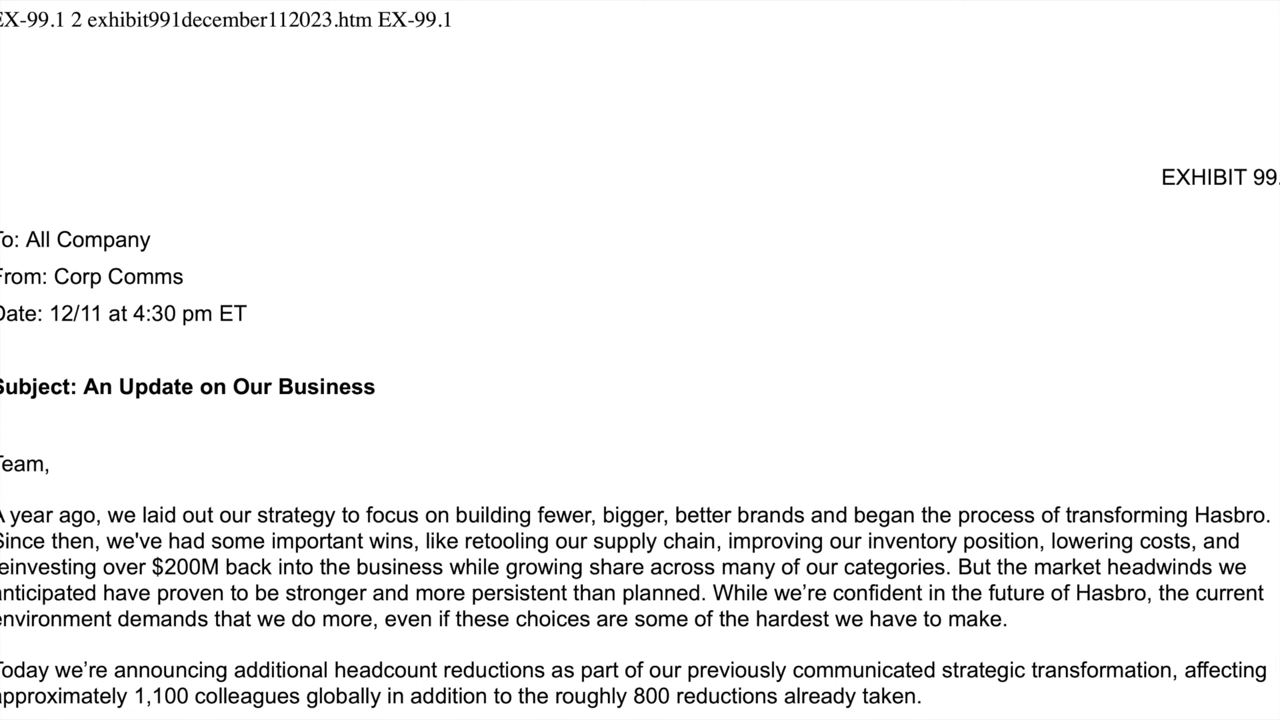 EX-99.1 2 exhibit991december112023.htm EX-99.1
EXHIBIT 99.
To: All Company
From: Corp Comms
Date: 12/11 at 4:30 pm ET
Subject: An Update on Our Business
Team,
A year ago, we laid out our strategy to focus on building fewer, bigger, better brands and began the process of transforming Hasbro.
Since then, we've had some important wins, like retooling our supply chain, improving our inventory position, lowering costs, and
reinvesting over $200M back into the business while growing share across many of our categories. But the market headwinds we
anticipated have proven to be stronger and more persistent than planned. While we’re confident in the future of Hasbro, the current
environment demands that we do more, even if these choices are some of the hardest we have to make.
Today we’re announcing additional headcount reductions as part of our previously communicated strategic transformation, affecting
approximately 1,100 colleagues globally in addition to the roughly 800 reductions already taken.